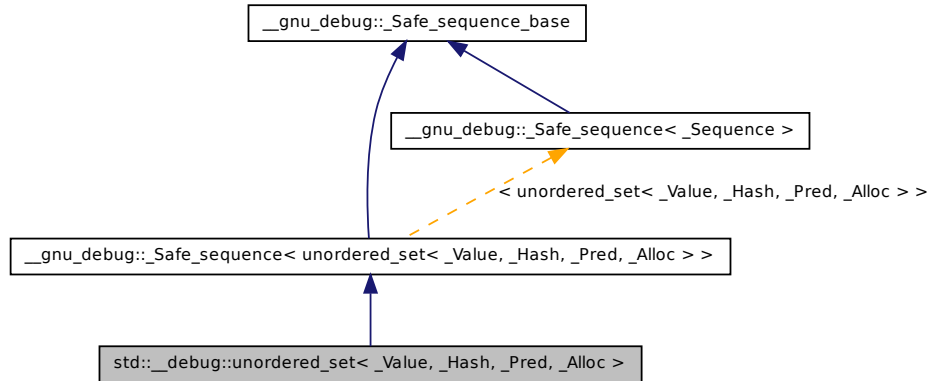 __gnu_debug::_Safe_sequence_base
__gnu_debug::_Safe_sequence< _Sequence >
< unordered_set< _Value, _Hash, _Pred, _Alloc > >
__gnu_debug::_Safe_sequence< unordered_set< _Value, _Hash, _Pred, _Alloc > >
std::__debug::unordered_set< _Value, _Hash, _Pred, _Alloc >